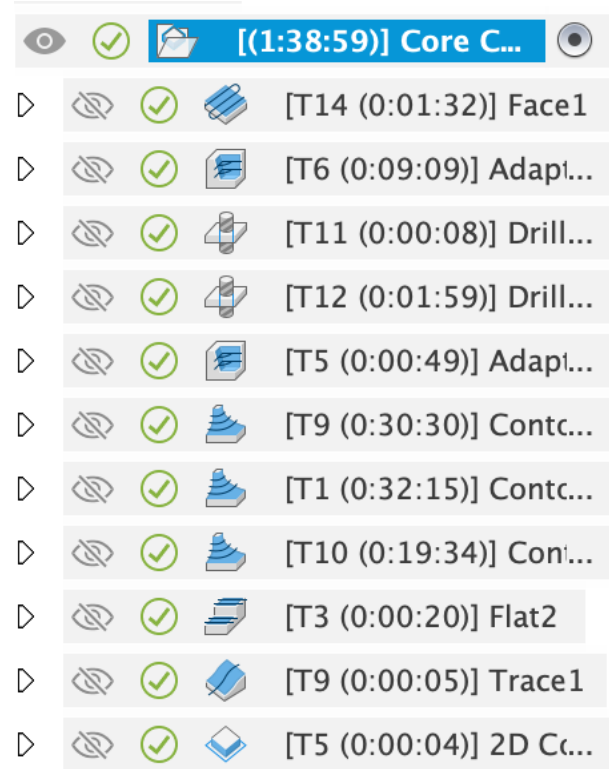 [(1:38:59)] Core C...
[T14 (0:01:32)] Face1
[T6 (0:09:09)] Adapt...
[T11 (0:00:08)] Drill...
[T12 (0:01:59)] Drill...
[T5 (0:00:49)] Adapt...
[T9 (0:30:30)] Contc...
[T1 (0:32:15)] Contc...
[T10 (0:19:34)] Cont...
[T3 (0:00:20)] Flat2
[T9 (0:00:05)] Trace1
[T5 (0:00:04)] 2D Cc...